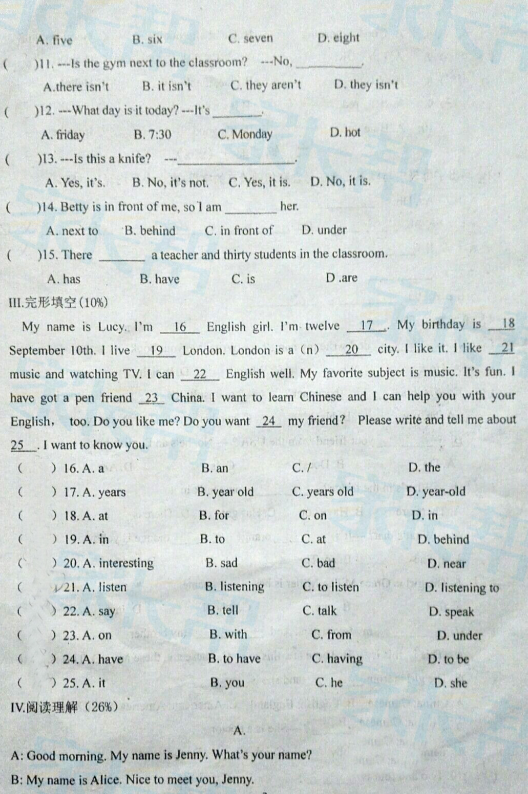 A. five B. six C. seven D. eight
( )11. ---Is the gym next to the classroom? ---No, ________.
A.there isn't B. it isn't C. they aren't D. they isn't
( )12. ---What day is it today? ---It's ________.
A. friday B. 7:30 C. Monday D. hot
( )13. ---Is this a knife? ---________.
A. Yes, it's. B. No, it's not. C. Yes, it is. D. No, it is.
( )14. Betty is in front of me, so I am ________ her.
A. next to B. behind C. in front of D. under
( )15. There ________ a teacher and thirty students in the classroom.
A. has B. have C. is D .are
III.完形填空(10%)
My name is Lucy. I'm 16 English girl. I'm twelve 17 . My birthday is 18
September 10th. I live 19 London. London is a（n）20 city. I like it. I like 21
music and watching TV. I can 22 English well. My favorite subject is music. It's fun. I
have got a pen friend 23 China. I want to learn Chinese and I can help you with your
English， too. Do you like me? Do you want 24 my friend？ Please write and tell me about
25 . I want to know you.
( ) 16. A. a B. an C. / D. the
( ) 17. A. years B. year old C. years old D. year-old
( ) 18. A. at B. for C. on D. in
( ) 19. A. in B. to C. at D. behind
( ) 20. A. interesting B. sad C. bad D. near
( ) 21. A. listen B. listening C. to listen D. listening to
( ) 22. A. say B. tell C. talk D. speak
( ) 23. A. on B. with C. from D. under
( ) 24. A. have B. to have C. having D. to be
( ) 25. A. it B. you C. he D. she
IV.阅读理解（26%）
A.
A: Good morning. My name is Jenny. What's your name?
B: My name is Alice. Nice to meet you, Jenny.